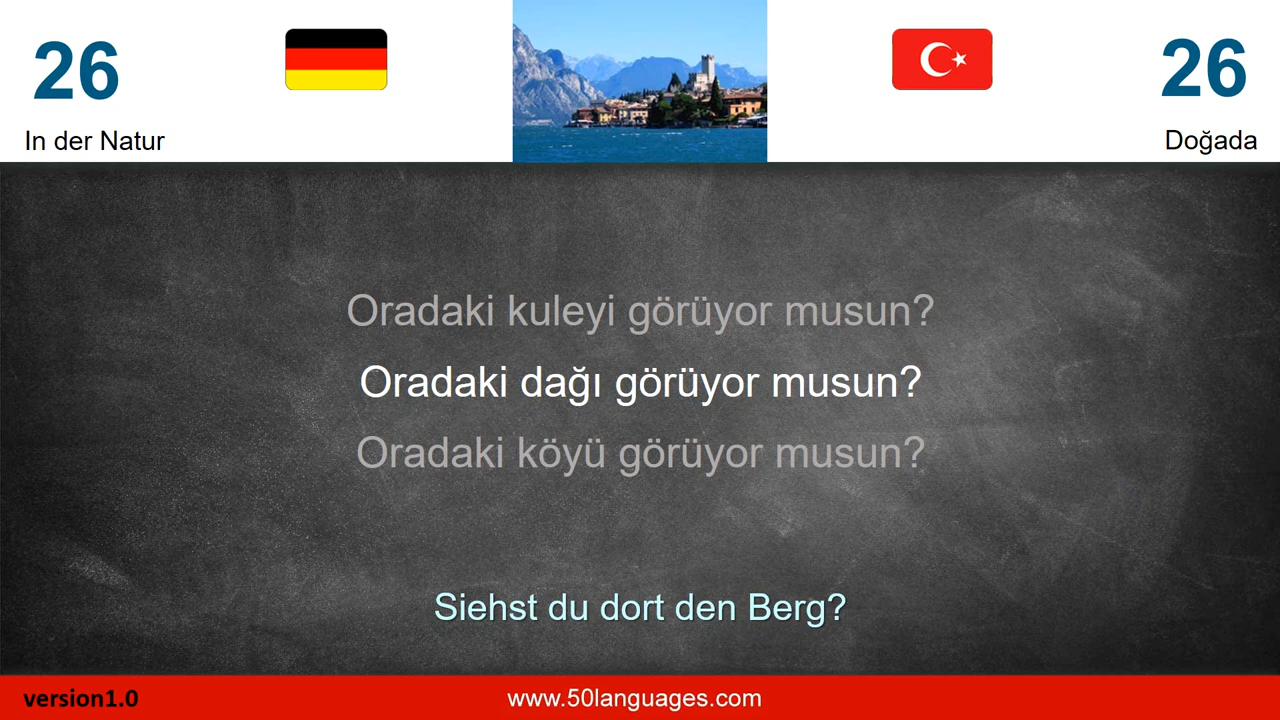 26
In der Natur
26
Doğada
Oradaki kuleyi görüyor musun?
Oradaki dağı görüyor musun?
Oradaki köyü görüyor musun?
Siehst du dort den Berg?
version1.0
www.50languages.com